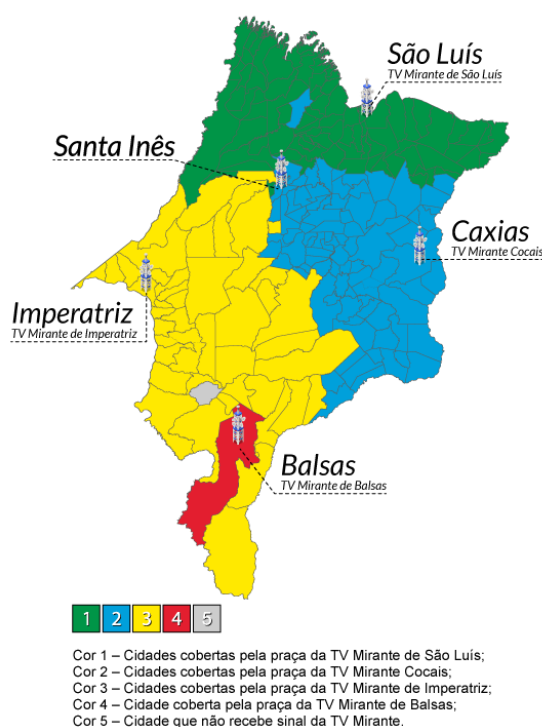 São Luís
TV Mirante de São Luís
Santa Inês
Caxias
TV Mirante Cocais
Imperatriz
TV Mirante de Imperatriz
Balsas
TV Mirante de Balsas
1 2 3 4 5
Cor 1 – Cidades cobertas pela praça da TV Mirante de São Luís;
Cor 2 – Cidades cobertas pela praça da TV Mirante Cocais;
Cor 3 – Cidades cobertas pela praça da TV Mirante de Imperatriz;
Cor 4 – Cidade coberta pela praça da TV Mirante de Balsas;
Cor 5 – Cidade que não recebe sinal da TV Mirante.